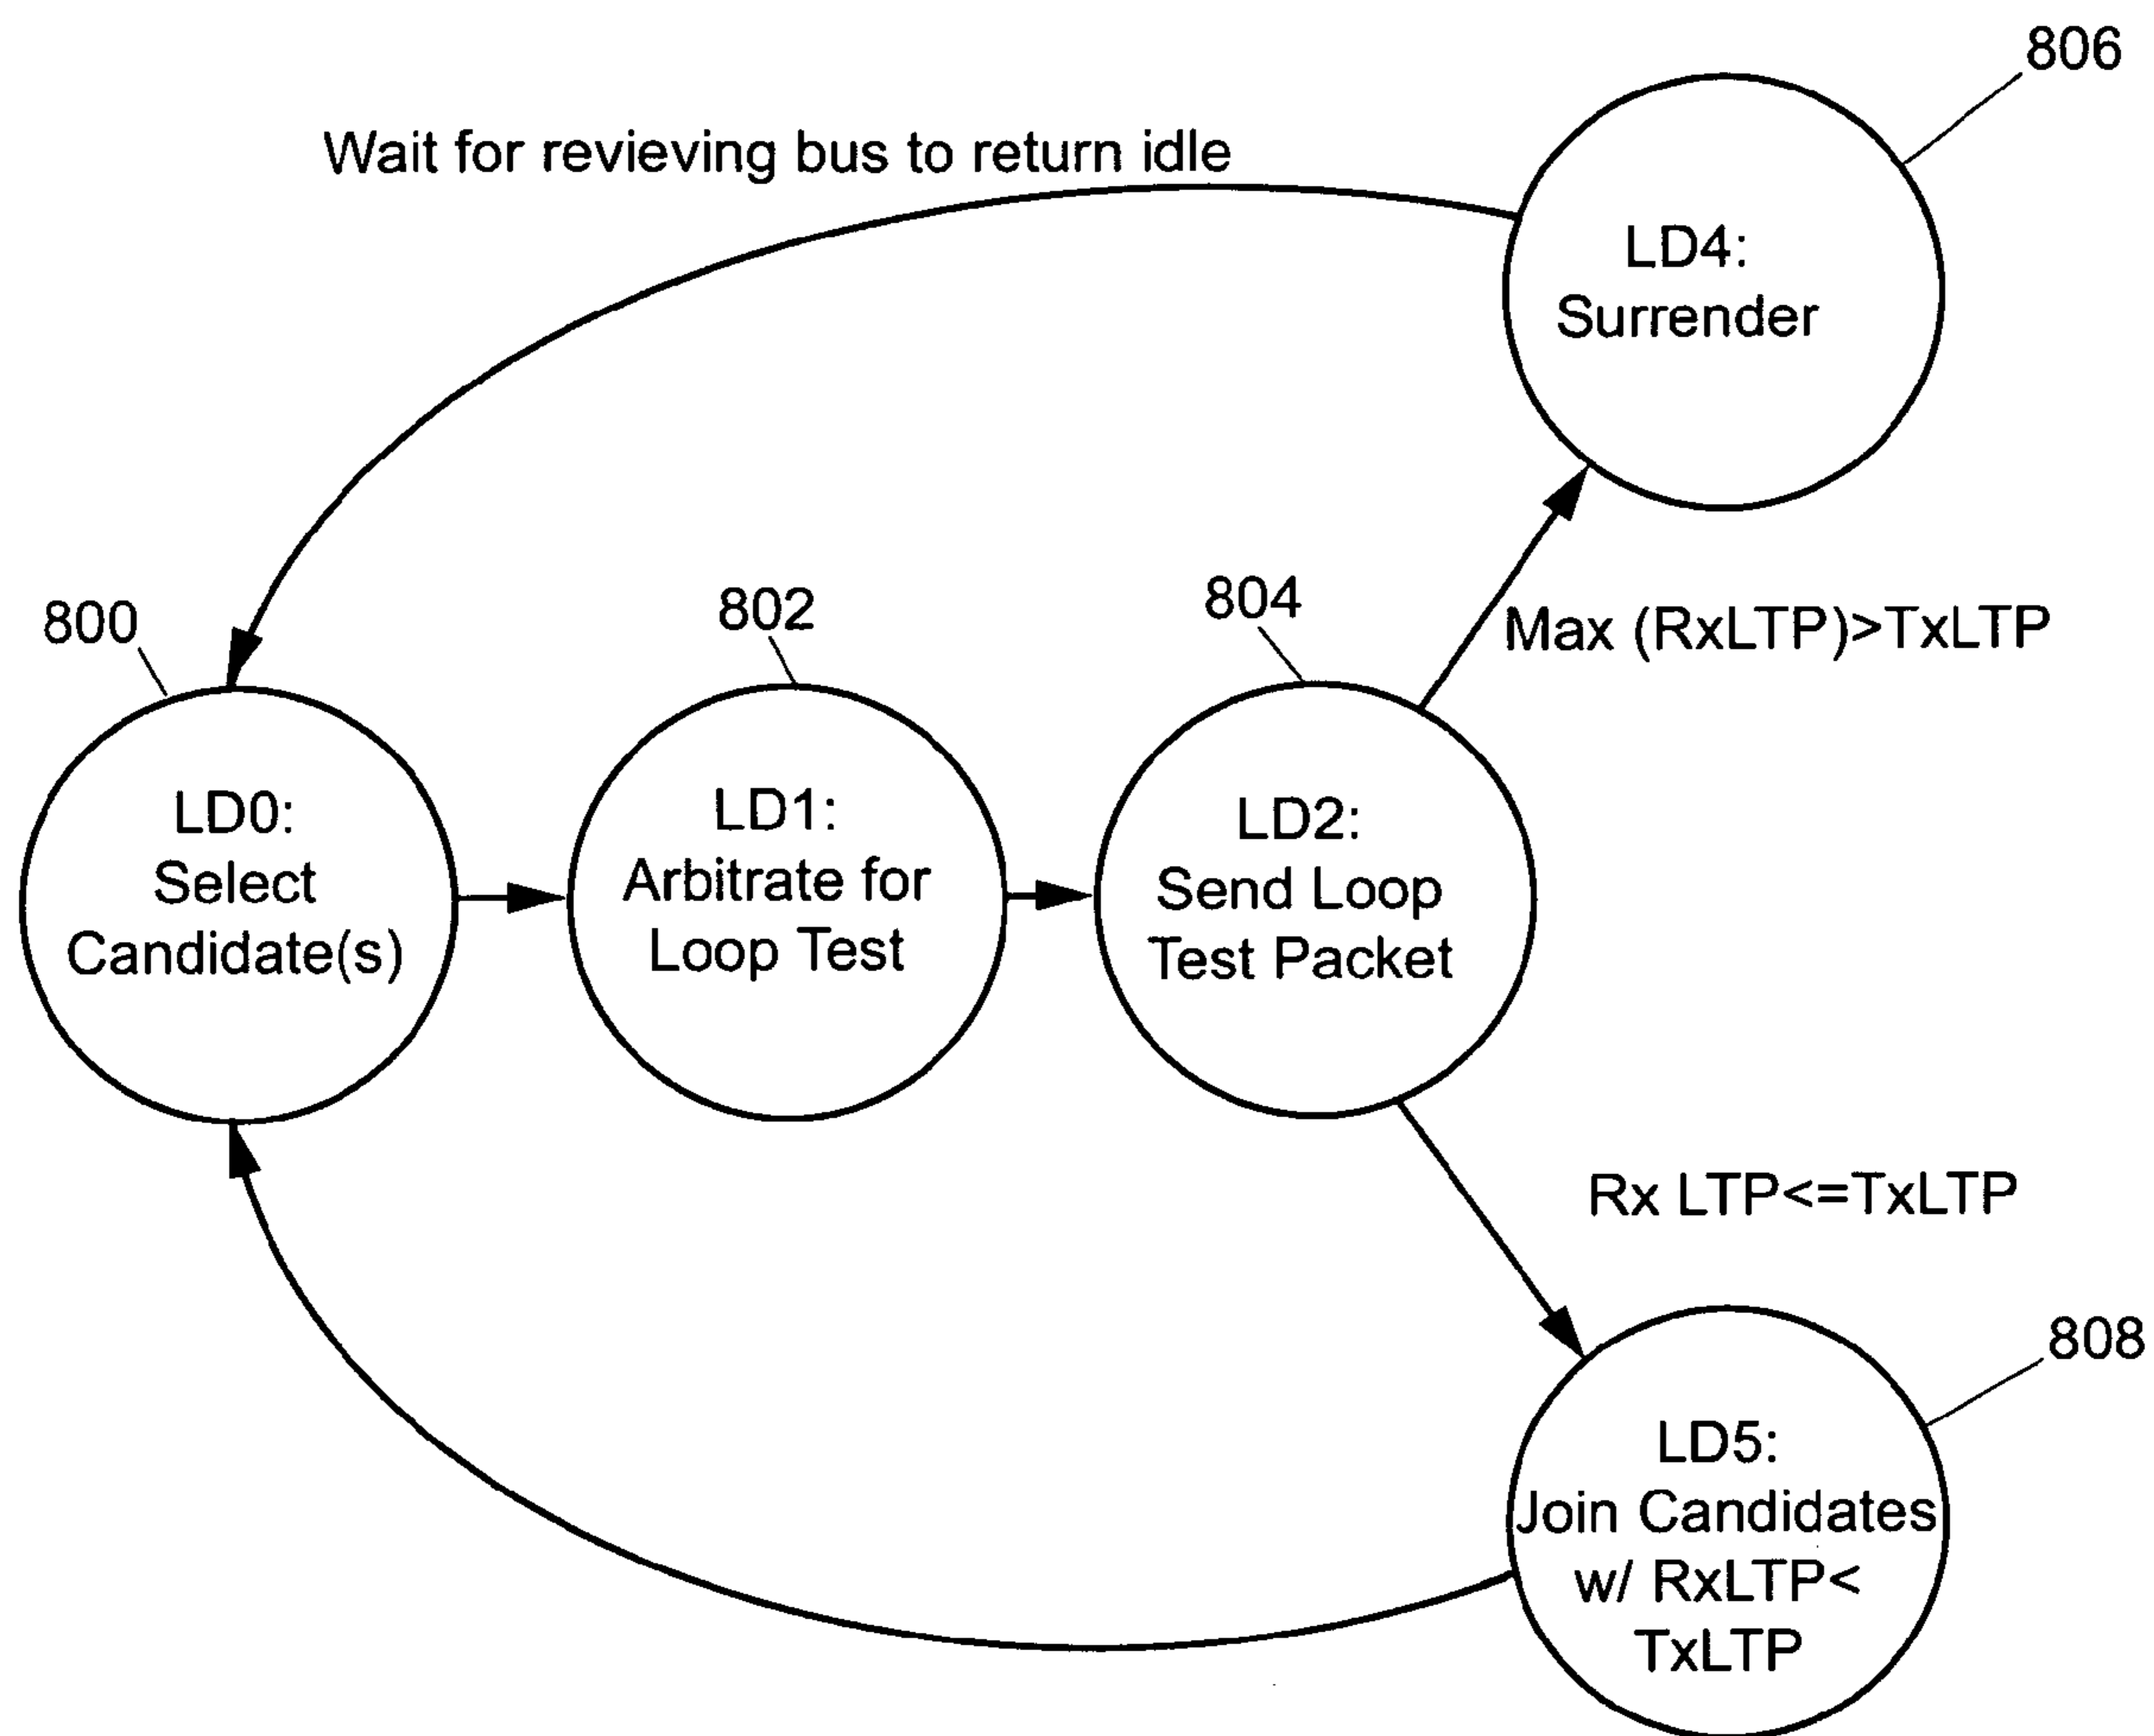 806
Wait for revieving bus to return idle
LD4:
Surrender
800
802
804
Max (RxLTP)>TxLTP
LD0:
Select
Candidate(s)
LD1:
Arbitrate for
Loop Test
LD2:
Send Loop
Test Packet
Rx LTP<=TxLTP
808
LD5:
Join Candidates
w/ RxLTP<
TxLTP